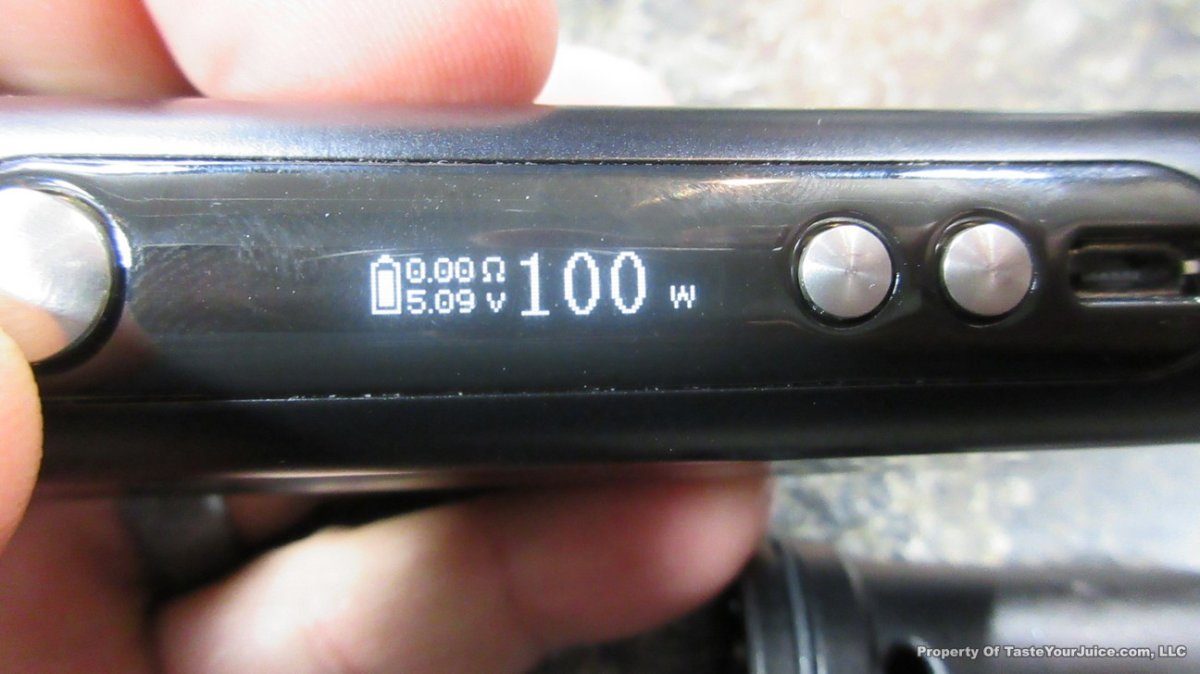 0.00 Ω
5.09 V
100 W
Property Of TasteYourJuice.com, LLC